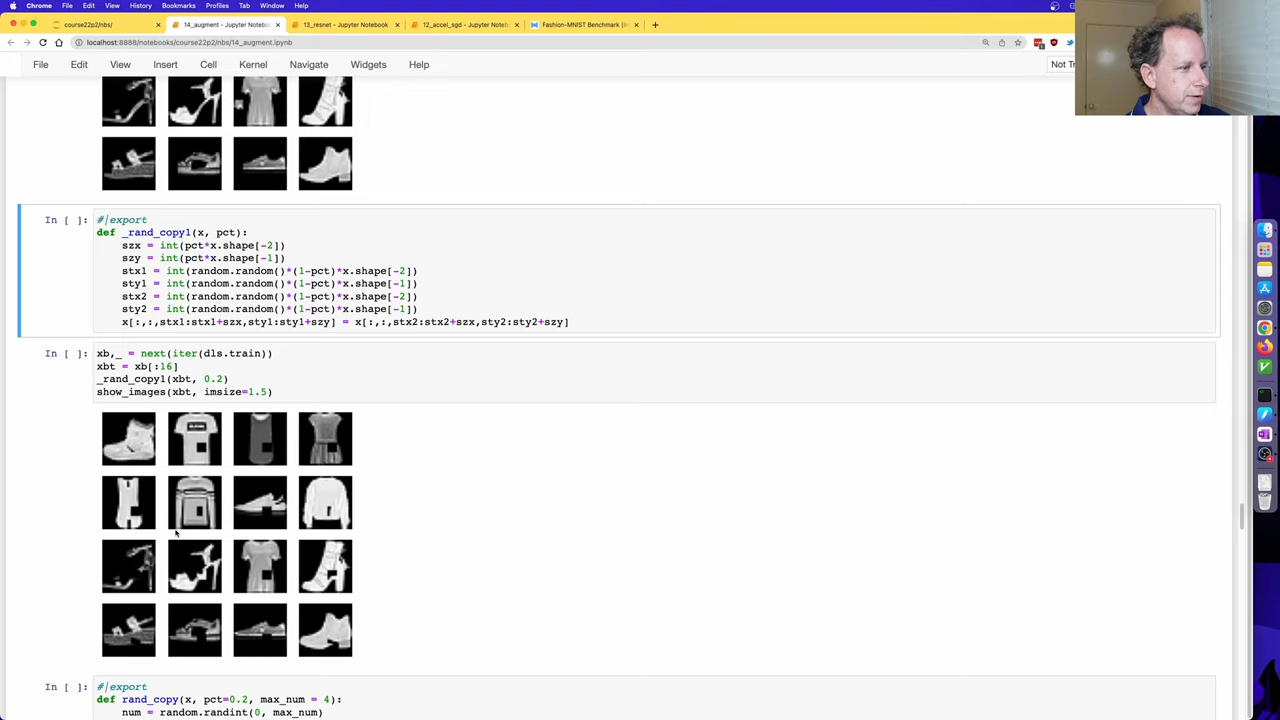 Chrome File Edit View History Bookmarks Profiles Tab Window Help
course22p2/nbs/
14_augment - Jupyter Noteboo
13_resnet - Jupyter Notebook
12_accel_sgd - Jupyter Noteb
Fashion-MNIST Benchmark (Im
localhost:8888/notebooks/course22p2/nbs/14_augment.ipynb
File Edit View Insert Cell Kernel Navigate Widgets Help
Not Tr
In [ ]:
#|export
def _rand_copy1(x, pct):
szx = int(pct*x.shape[-2])
szy = int(pct*x.shape[-1])
stx1 = int(random.random()*(1-pct)*x.shape[-2])
sty1 = int(random.random()*(1-pct)*x.shape[-1])
stx2 = int(random.random()*(1-pct)*x.shape[-2])
sty2 = int(random.random()*(1-pct)*x.shape[-1])
x[:,:,stx1:stx1+szx,sty1:sty1+szy] = x[:,:,stx2:stx2+szx,sty2:sty2+szy]
In [ ]:
xb,_ = next(iter(dls.train))
xbt = xb[:16]
_rand_copy1(xbt, 0.2)
show_images(xbt, imsize=1.5)
In [ ]:
#|export
def rand_copy(x, pct=0.2, max_num = 4):
num = random.randint(0, max_num)